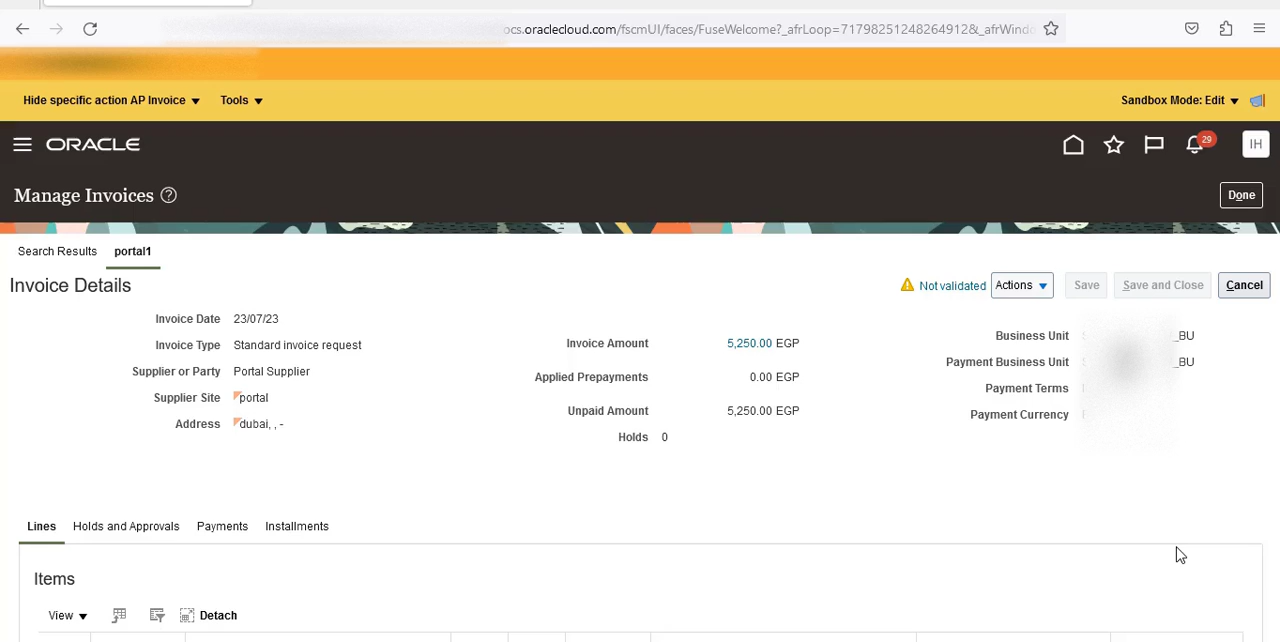 ocs.oraclecloud.com/fscmUI/faces/FuseWelcome?_afrLoop=71798251248264912&_afrWindo
Hide specific action AP Invoice Tools Sandbox Mode: Edit
ORACLE 29 IH
Manage Invoices ? Done
Search Results portal1
Invoice Details Not validated Actions Save Save and Close Cancel
Invoice Date 23/07/23
Invoice Type Standard invoice request
Supplier or Party Portal Supplier
Supplier Site portal
Address dubai, , -
Invoice Amount 5,250.00 EGP
Applied Prepayments 0.00 EGP
Unpaid Amount 5,250.00 EGP
Holds 0
Business Unit _BU
Payment Business Unit _BU
Payment Terms
Payment Currency
Lines Holds and Approvals Payments Installments
Items
View Detach